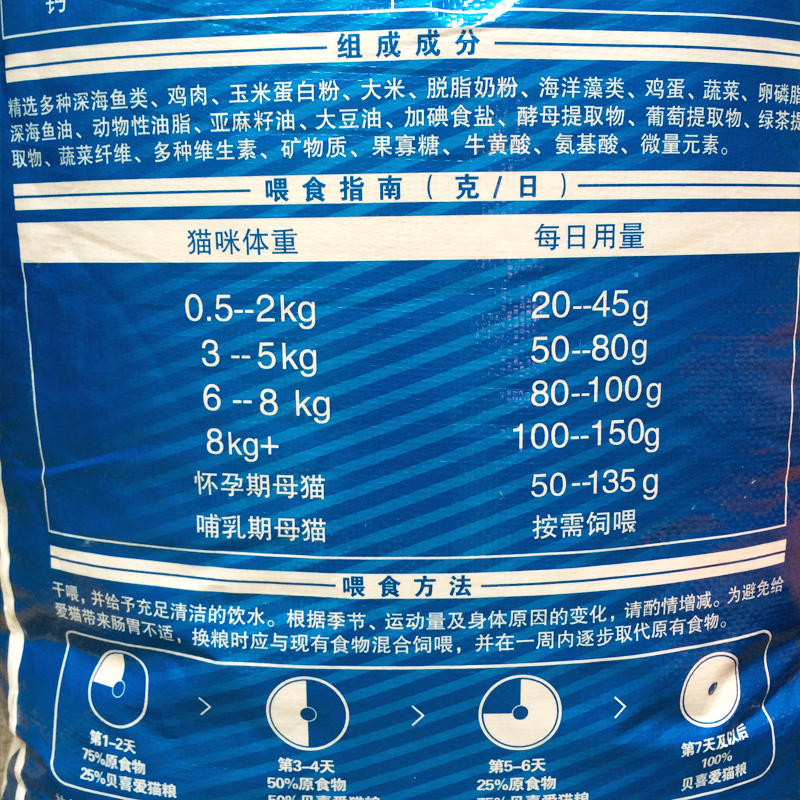 钙
组成成分
精选多种深海鱼类、鸡肉、玉米蛋白粉、大米、脱脂奶粉、海洋藻类、鸡蛋、蔬菜、卵磷脂
深海鱼油、动物性油脂、亚麻籽油、大豆油、加碘食盐、酵母提取物、葡萄提取物、绿茶提
取物、蔬菜纤维、多种维生素、矿物质、果寡糖、牛黄酸、氨基酸、微量元素。
喂食指南(克/日)
猫咪体重 每日用量
0.5--2kg 20--45g
3--5kg 50--80g
6--8 kg 80--100g
8kg+ 100--150g
怀孕期母猫 50--135g
哺乳期母猫 按需饲喂
喂食方法
干喂,并给予充足清洁的饮水。根据季节、运动量及身体原因的变化,请酌情增减。为避免给
爱猫带来肠胃不适,换粮时应与现有食物混合饲喂,并在一周内逐步取代原有食物。
> > >
第1-2天 第3-4天 第5-6天 第7天及以后
75%原食物 50%原食物 25%原食物 100%
25%贝喜爱猫粮 50%贝喜爱猫粮 75%贝喜爱猫粮 贝喜爱猫粮